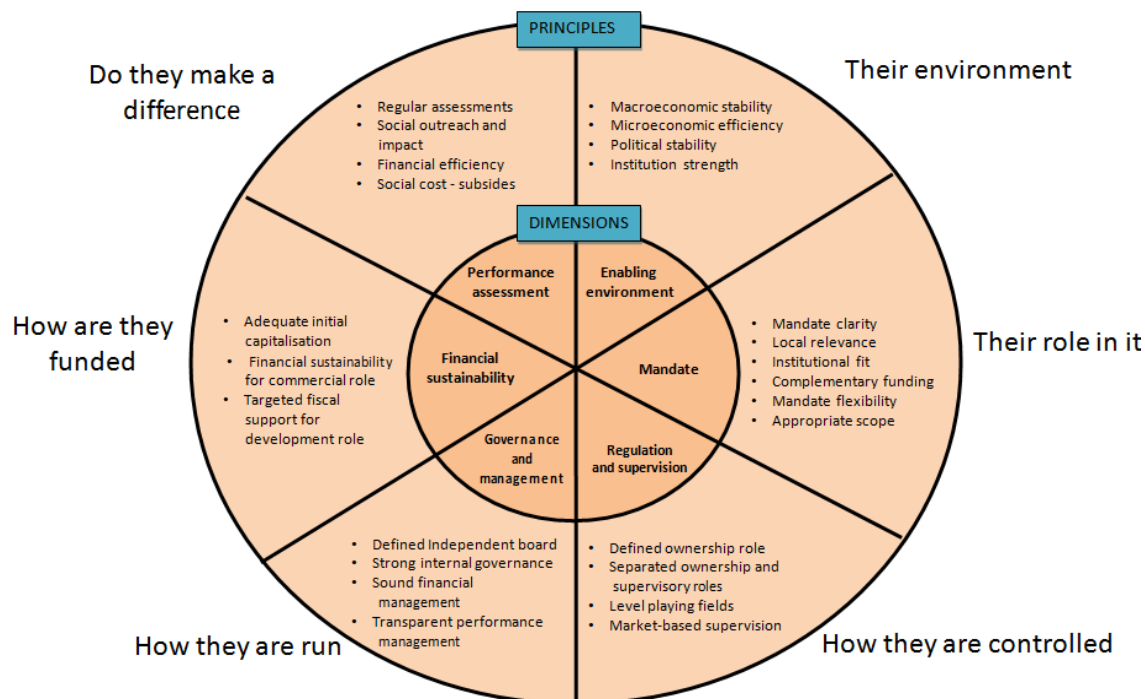 PRINCIPLES
Do they make a
difference
Their environment
• Regular assessments
• Social outreach and
impact
• Financial efficiency
• Social cost - subsides
• Macroeconomic stability
• Microeconomic efficiency
• Political stability
• Institution strength
DIMENSIONS
Performance
assessment
Enabling
environment
How are they
funded
• Adequate initial
capitalisation
• Financial sustainability
for commercial role
• Targeted fiscal
support for
development role
Financial
sustainability
Mandate
• Mandate clarity
• Local relevance
• Institutional fit
• Complementary funding
• Mandate flexibility
• Appropriate scope
Their role in it
Governance
and
management
Regulation
and supervision
• Defined Independent board
• Strong internal governance
• Sound financial
management
• Transparent performance
management
• Defined ownership role
• Separated ownership and
supervisory roles
• Level playing fields
• Market-based supervision
How they are run
How they are controlled